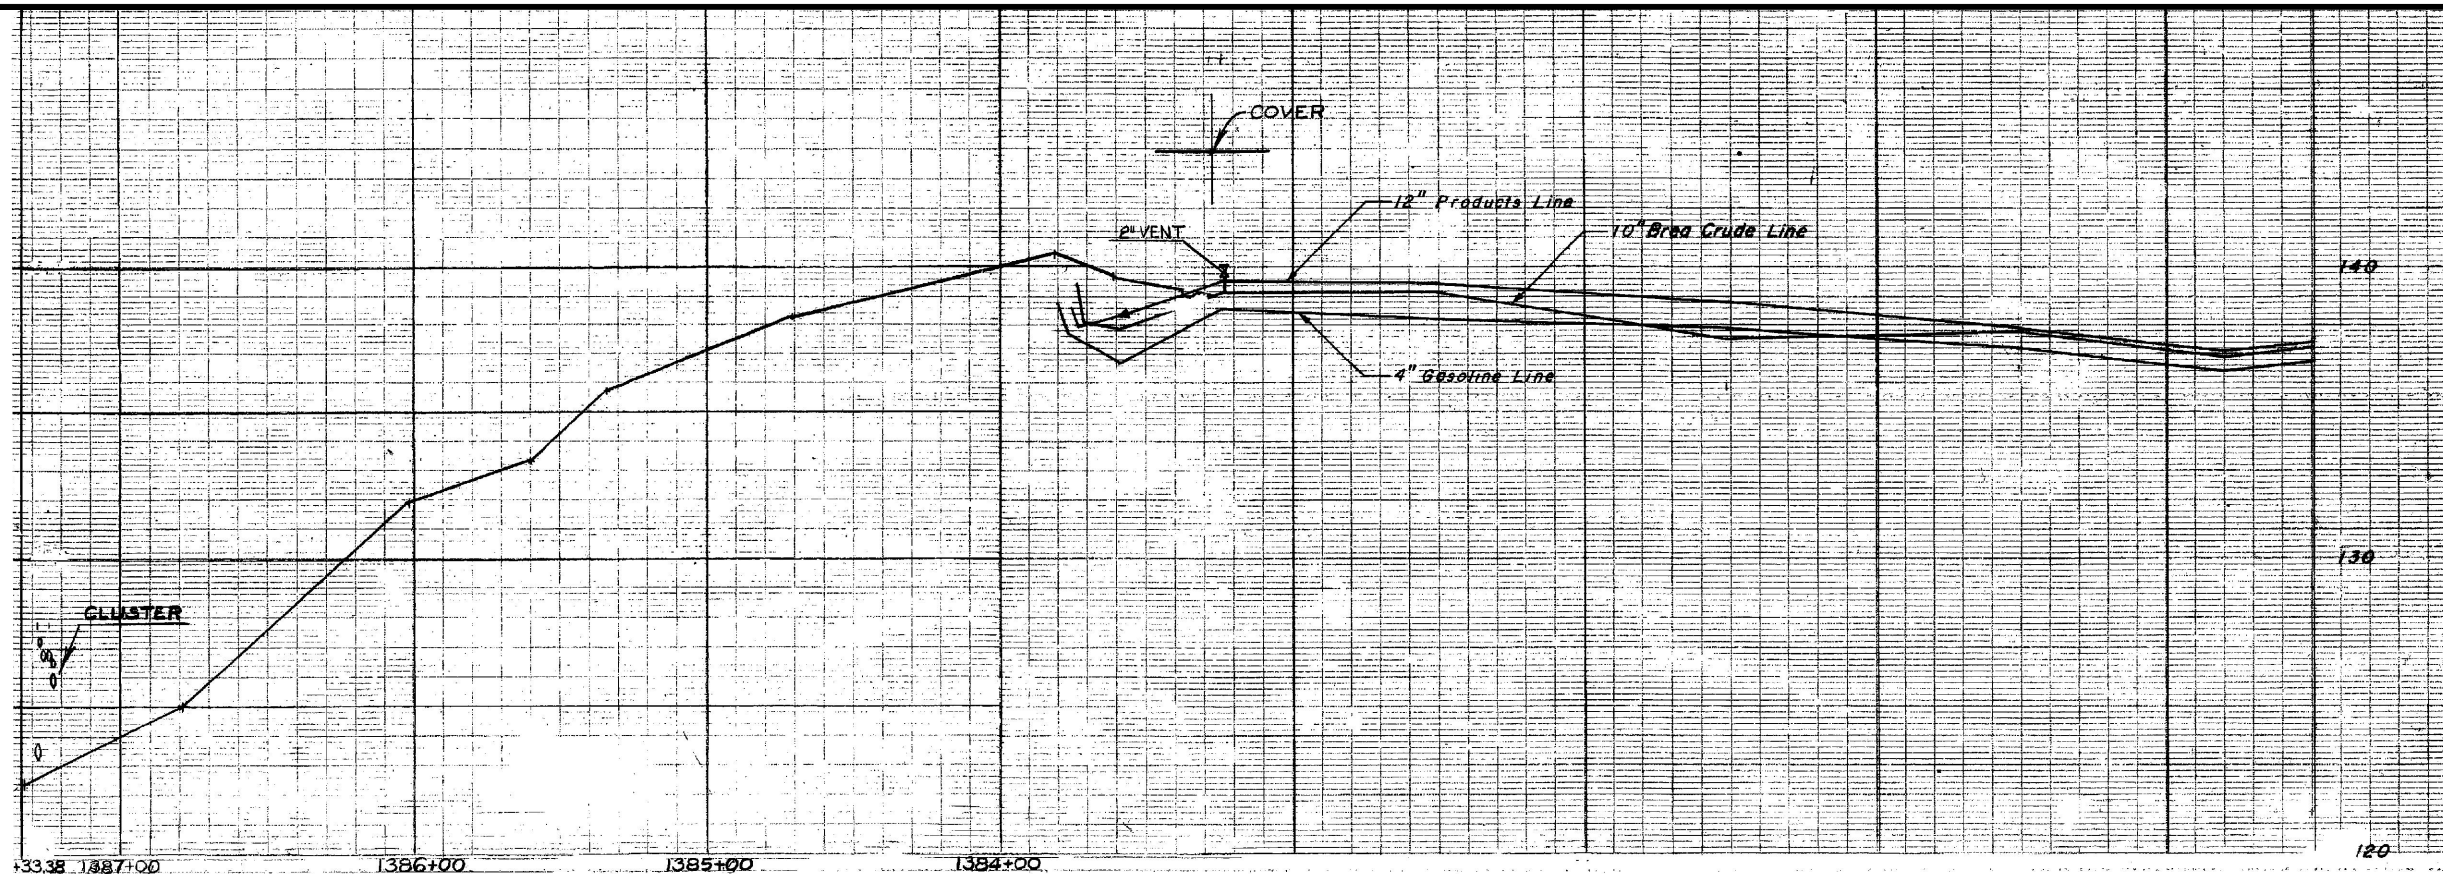 COVER
12" Products Line
2" VENT
10" Brea Crude Line
140
4" Gasoline Line
130
CLUSTER
120
+33.38 1387+00 1386+00 1385+00 1384+00